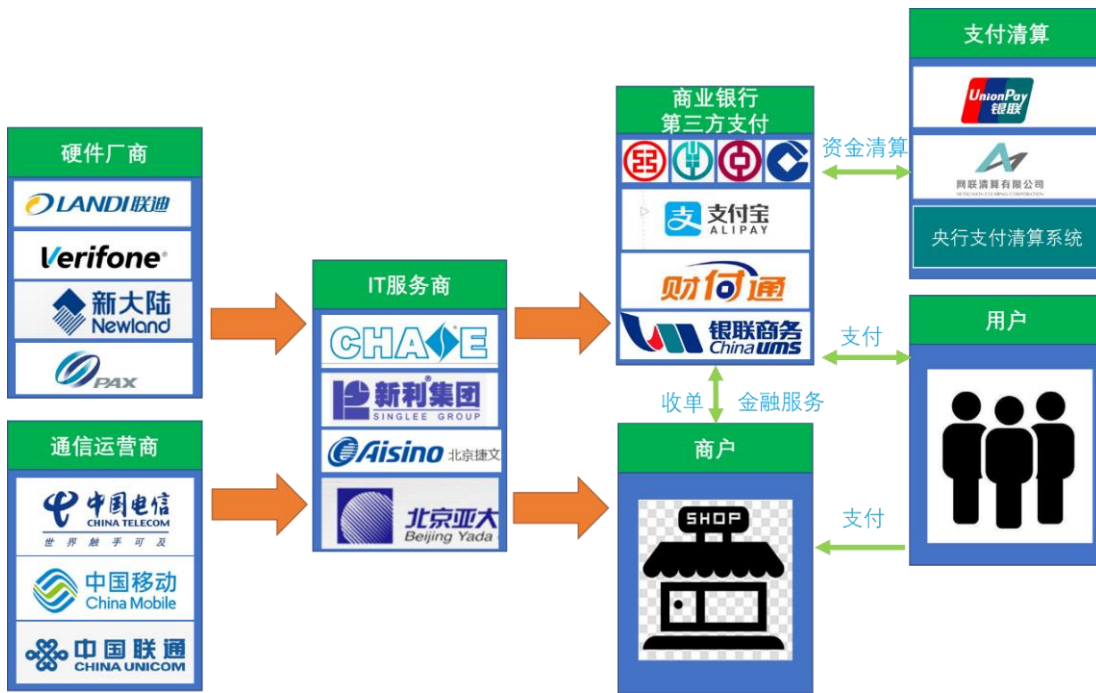 硬件厂商
LANDI联迪
Verifone
新大陆
Newland
PAX
通信运营商
中国电信
CHINA TELECOM
世界触手可及
中国移动
China Mobile
中国联通
CHINA UNICOM
IT服务商
CHASE
新利集团
SINGLEE GROUP
Aisino 北京捷文
北京亚大
Beijing Yada
商业银行
第三方支付
支付宝
ALIPAY
财付通
银联商务
China ums
收单
金融服务
商户
SHOP
资金清算
支付
支付
支付清算
UnionPay
银联
网联清算有限公司
NETSUNION CLEARING CORPORATION
央行支付清算系统
用户